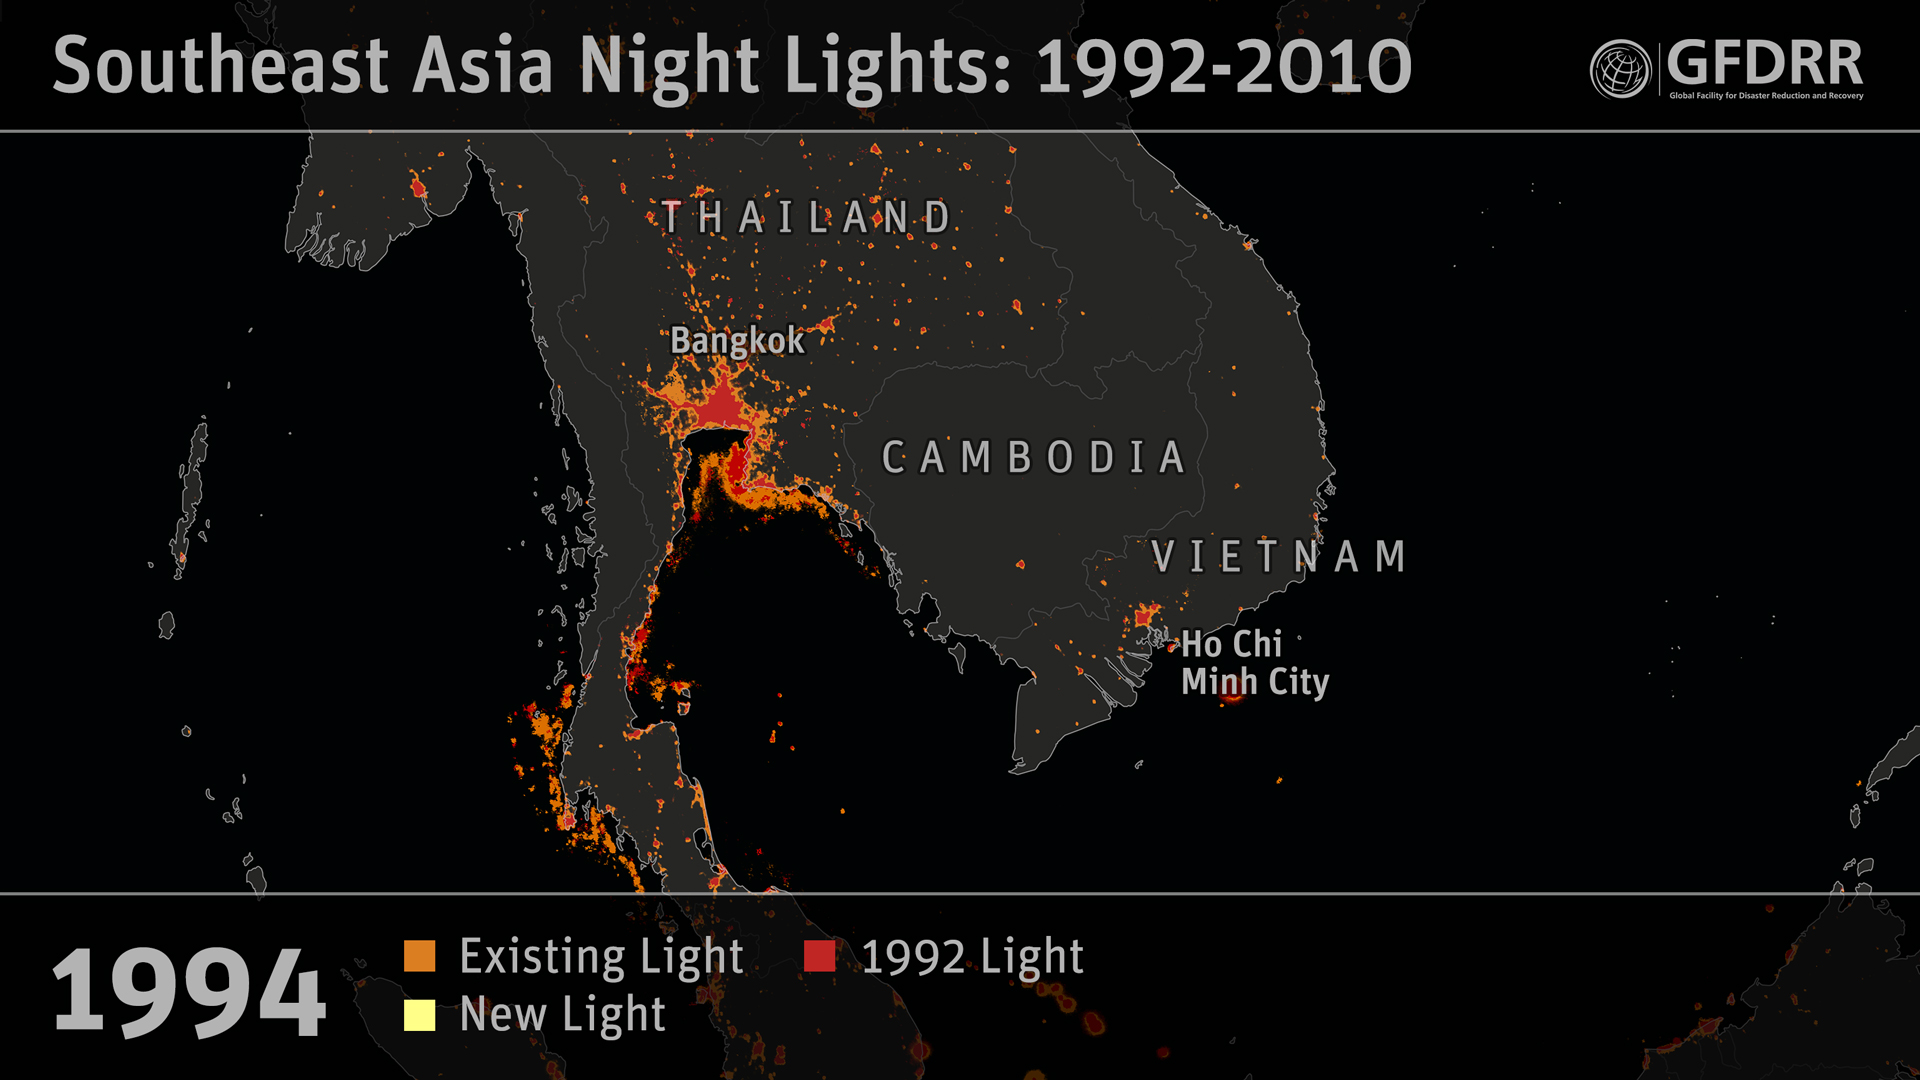 Southeast Asia Night Lights: 1992-2010
GFDRR
Global Facility for Disaster Reduction and Recovery
THAILAND
Bangkok
CAMBODIA
VIETNAM
Ho Chi
Minh City
1994
Existing Light
1992 Light
New Light